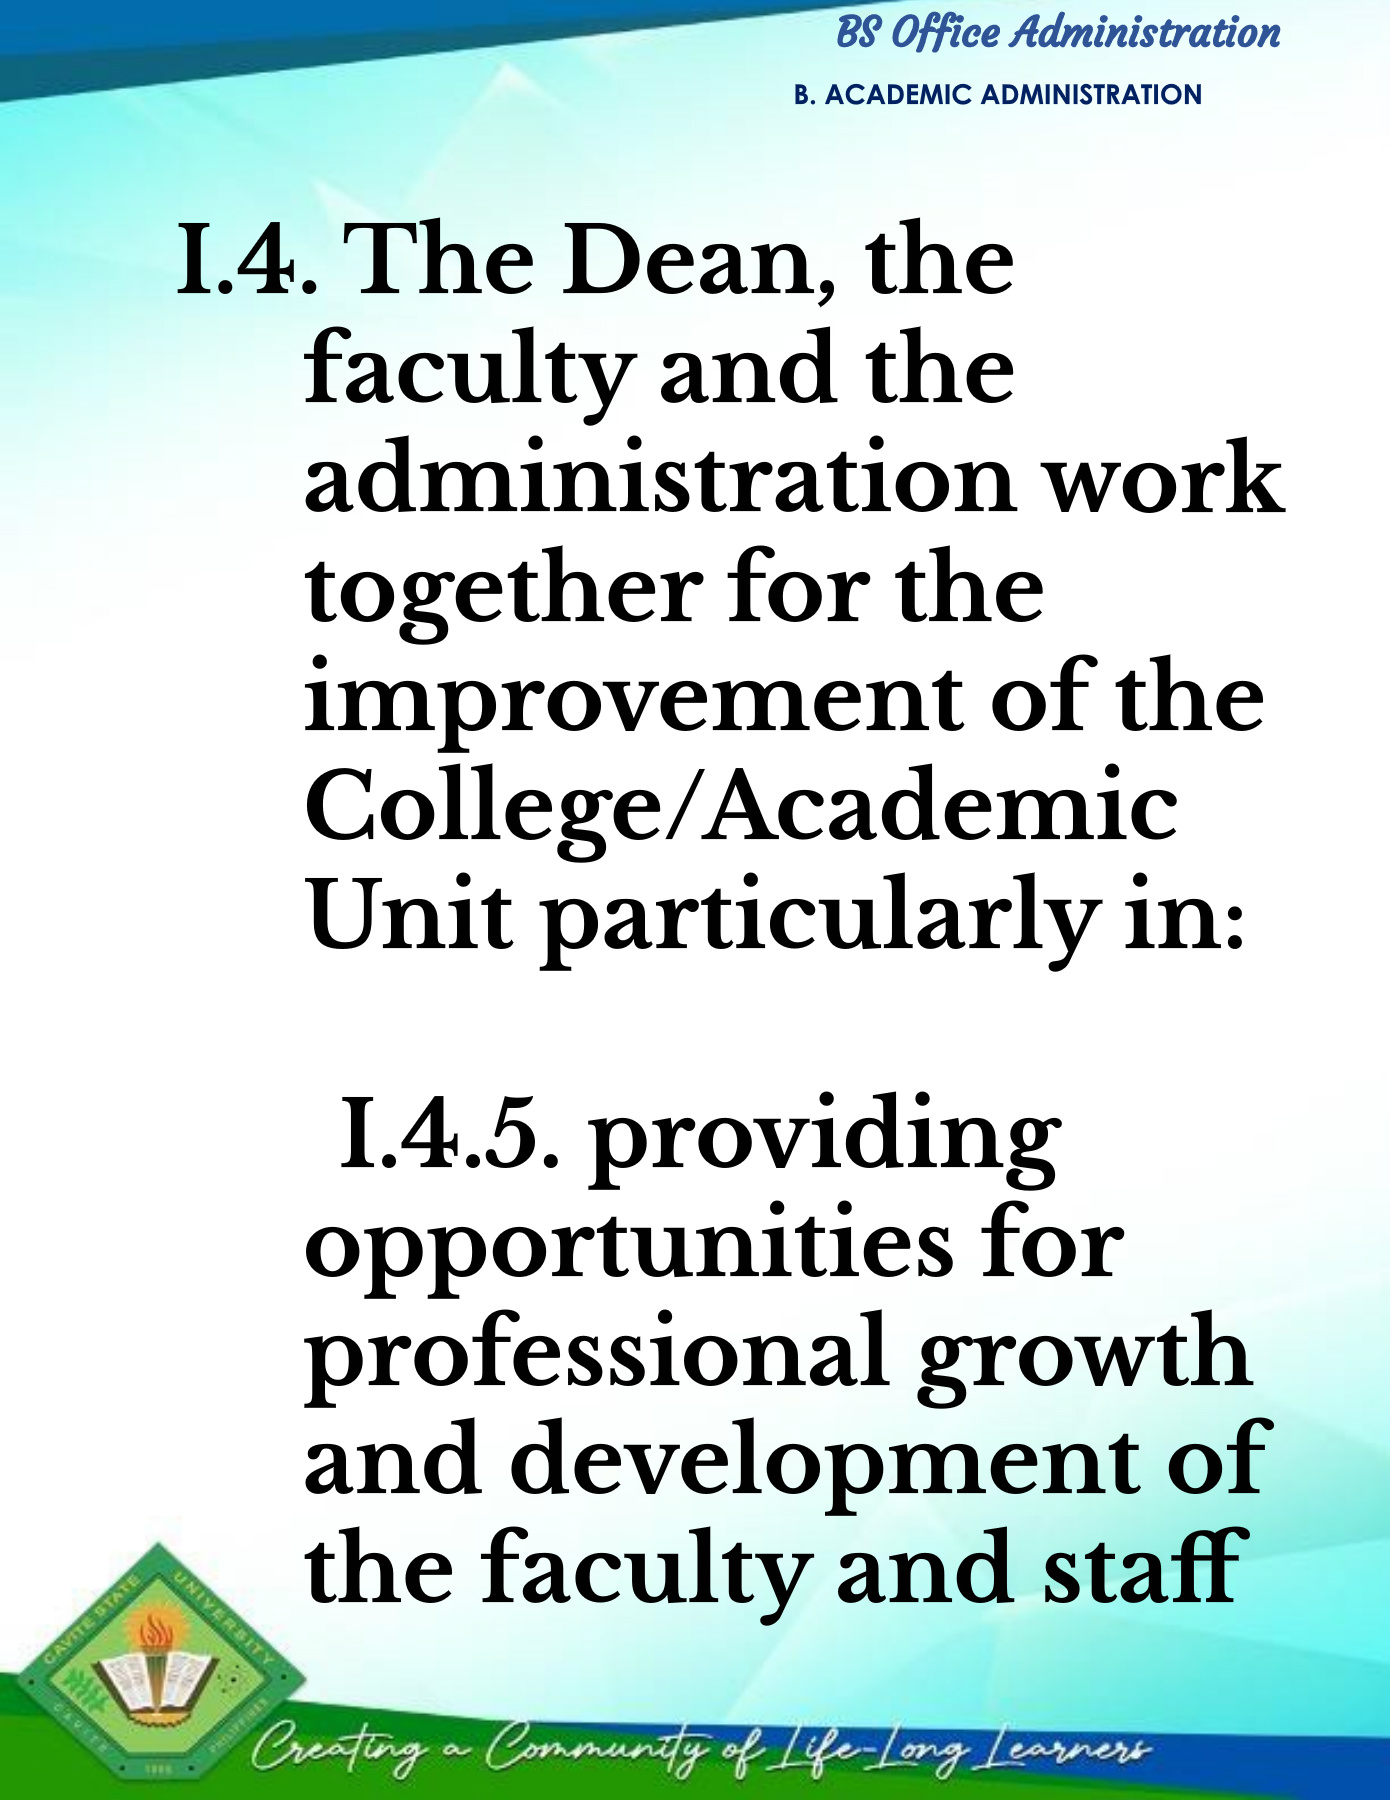 BS Office Administration
B. ACADEMIC ADMINISTRATION
I.4. The Dean, the
faculty and the
administration work
together for the
improvement of the
College/Academic
Unit particularly in:
I.4.5. providing
opportunities for
professional growth
and development of
the faculty and staff
CAVITE STATE UNIVERSITY
CAVITE
PHILIPPINES
1906
Creating a Community of Life-Long Learners